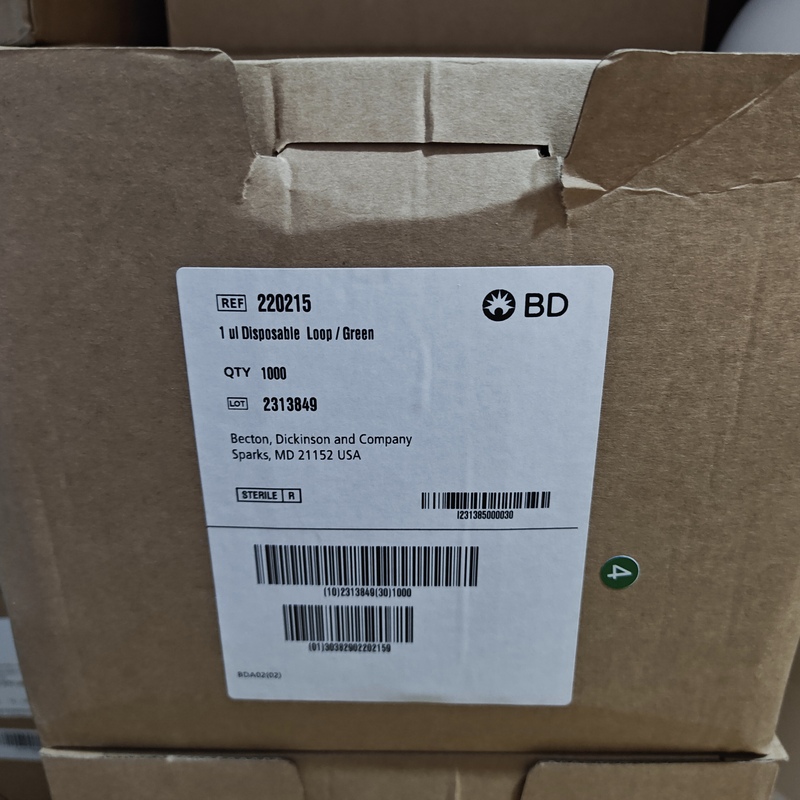 REF 220215
BD
1 ul Disposable Loop / Green
QTY 1000
LOT 2313849
Becton, Dickinson and Company
Sparks, MD 21152 USA
STERILE R
I231385000030
(10)2313849(30)1000
(01)30382902202159
BDA02(02)
4